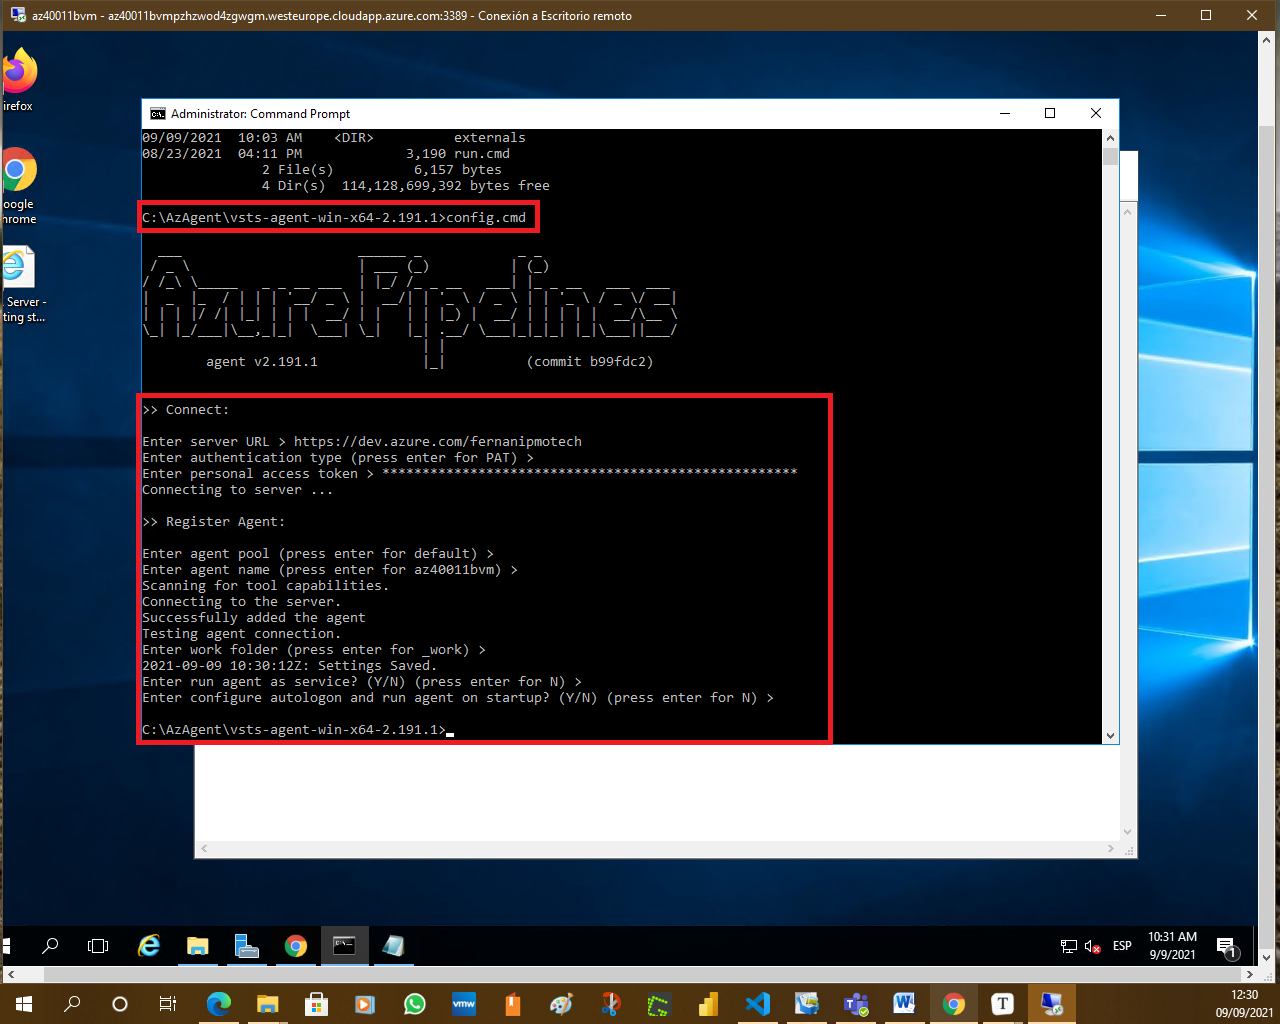 az40011bvm - az40011bvmpzhzwod4zgwgm.westeurope.cloudapp.azure.com:3389 - Conexión a Escritorio remoto
irefox
oogle
hrome
Server -
ting st...
Administrator: Command Prompt
09/09/2021  10:03 AM    <DIR>          externals
08/23/2021  04:11 PM             3,190 run.cmd
2 File(s)          6,157 bytes
4 Dir(s)  114,128,699,392 bytes free
C:\AzAgent\vsts-agent-win-x64-2.191.1>config.cmd
Azure Pipelines
agent v2.191.1          (commit b99fdc2)
>> Connect:
Enter server URL > https://dev.azure.com/fernanipmotech
Enter authentication type (press enter for PAT) >
Enter personal access token > ****************************************************
Connecting to server ...
>> Register Agent:
Enter agent pool (press enter for default) >
Enter agent name (press enter for az40011bvm) >
Scanning for tool capabilities.
Connecting to the server.
Successfully added the agent
Testing agent connection.
Enter work folder (press enter for _work) >
2021-09-09 10:30:12Z: Settings Saved.
Enter run agent as service? (Y/N) (press enter for N) >
Enter configure autologon and run agent on startup? (Y/N) (press enter for N) >
C:\AzAgent\vsts-agent-win-x64-2.191.1>
ESP
10:31 AM
9/9/2021
1
vmw
T
12:30
09/09/2021